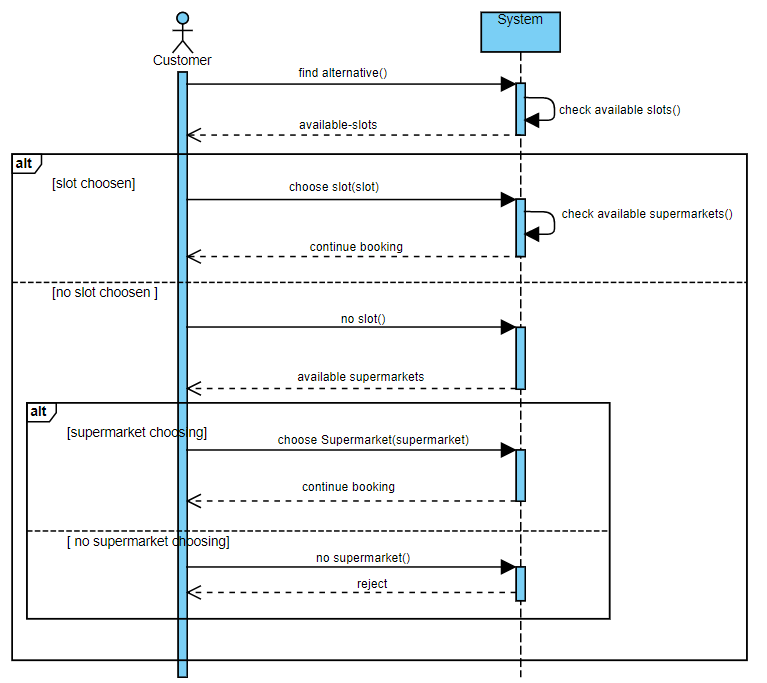 System
Customer
find alternative()
check available slots()
available-slots
alt
[slot choosen]
choose slot(slot)
check available supermarkets()
continue booking
[no slot choosen ]
no slot()
available supermarkets
alt
[supermarket choosing]
choose Supermarket(supermarket)
continue booking
[ no supermarket choosing]
no supermarket()
reject